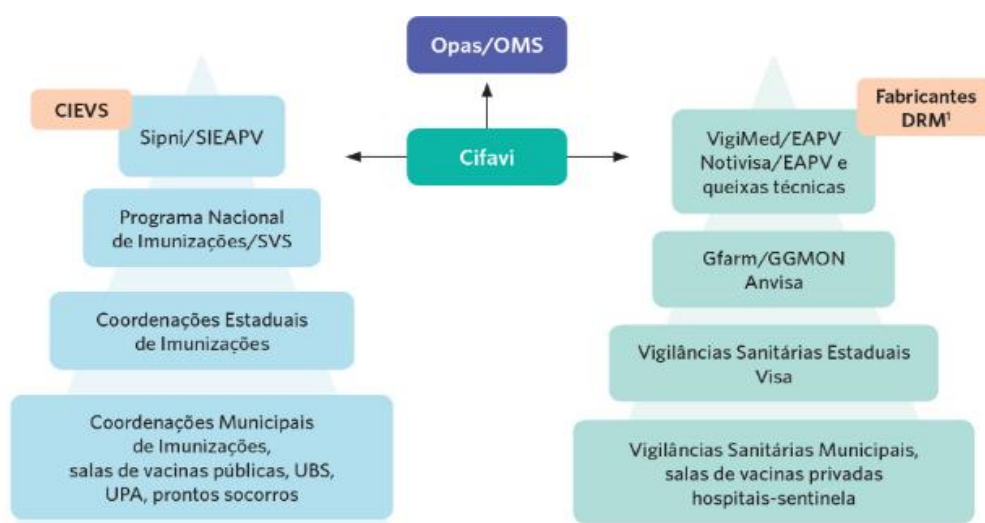 Opas/OMS
CIEVS
Sipni/SIEAPV
Cifavi
Fabricantes
DRM¹
VigiMed/EAPV
Notivisa/EAPV e
queixas técnicas
Programa Nacional
de Imunizações/SVS
Gfarm/GGMON
Anvisa
Coordenações Estaduais
de Imunizações
Vigilâncias Sanitárias Estaduais
Visa
Coordenações Municipais
de Imunizações,
salas de vacinas públicas, UBS,
UPA, prontos socorros
Vigilâncias Sanitárias Municipais,
salas de vacinas privadas
hospitais-sentinela